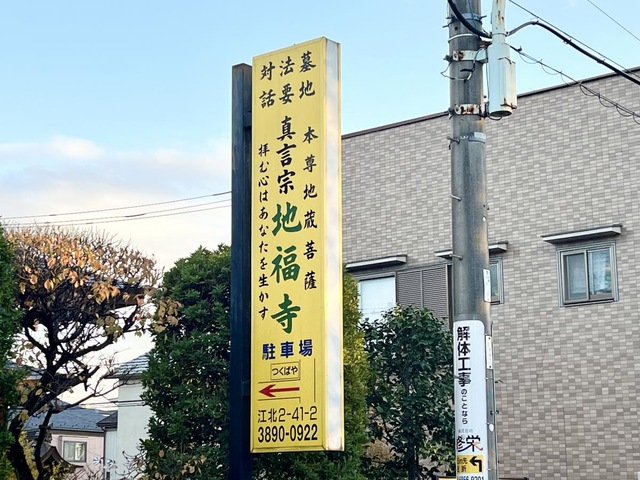 墓地
法要
対話
本尊地蔵菩薩
真言宗
地福寺
拝む心はあなたを生かす
駐車場
つくばや
江北2-41-2
3890-0922
解体工事
のことなら
修栄